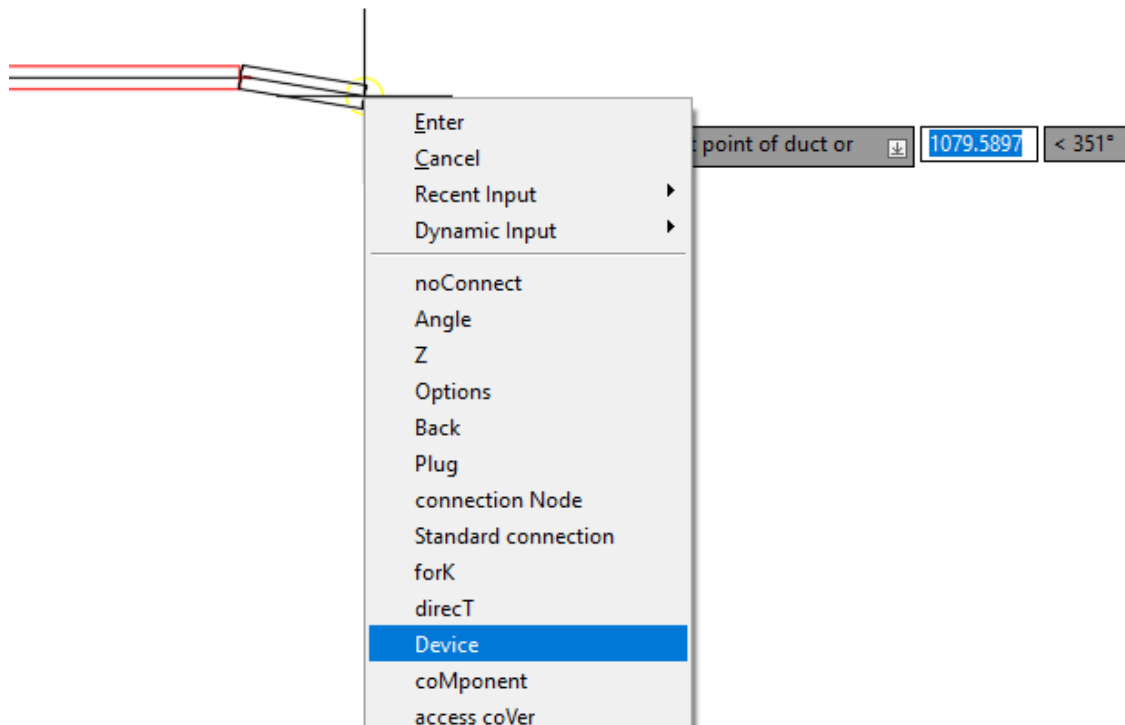 Enter
Cancel
Recent Input
Dynamic Input
point of duct or 1079.5897 < 351°
noConnect
Angle
Z
Options
Back
Plug
connection Node
Standard connection
forK
direcT
Device
coMponent
access coVer